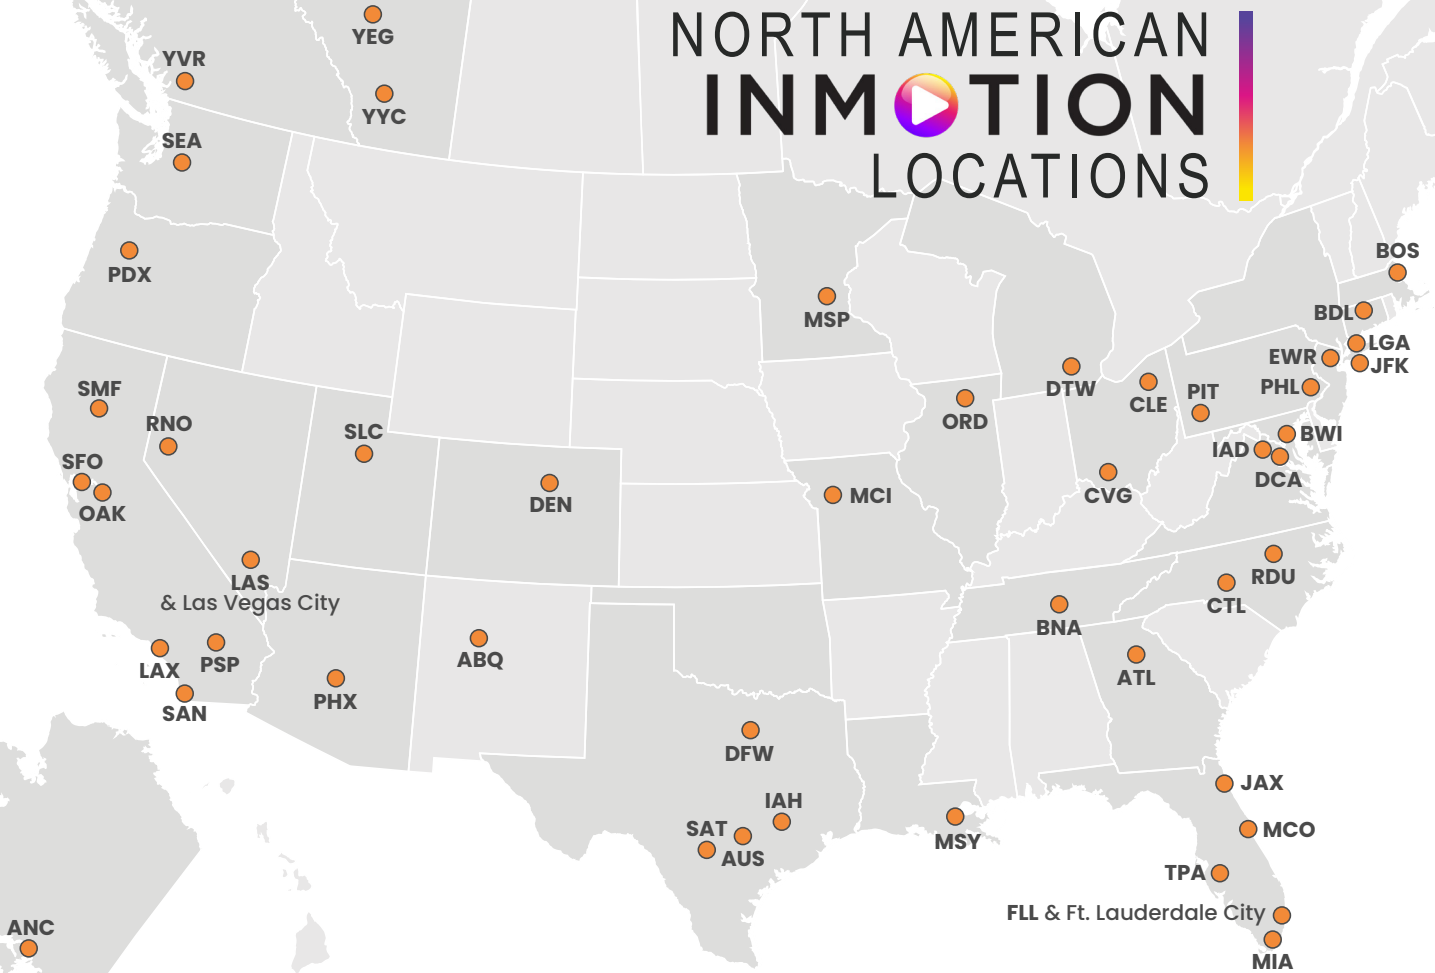 NORTH AMERICAN
INMOTION
LOCATIONS
YEG
YVR
YYC
SEA
PDX
BOS
MSP
BDL
LGA
EWR
JFK
DTW
SMF
PHL
CLE
PIT
ORD
RNO
SLC
BWI
SFO
IAD
DCA
MCI
CVG
DEN
OAK
LAS
& Las Vegas City
RDU
CTL
BNA
ABQ
PSP
LAX
ATL
PHX
SAN
DFW
JAX
IAH
SAT
MCO
MSY
AUS
TPA
FLL & Ft. Lauderdale City
ANC
MIA